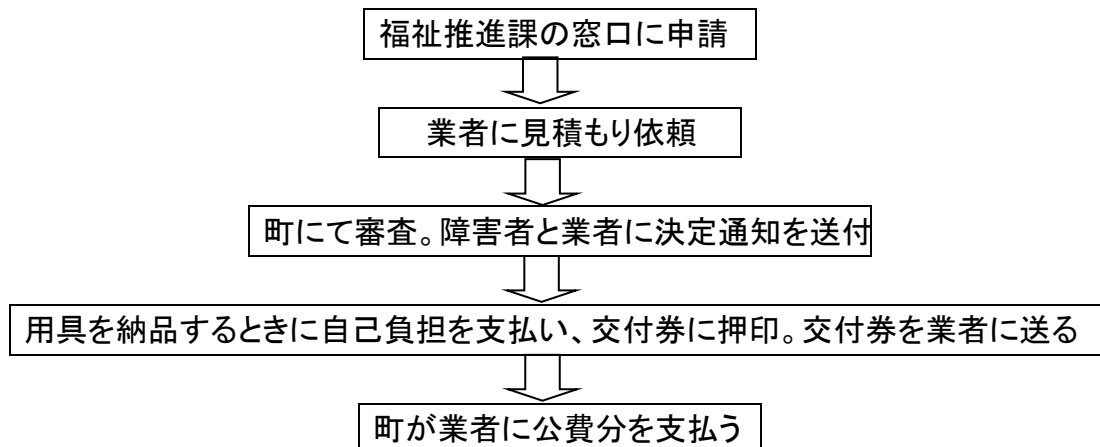 福祉推進課の窓口に申請
業者に見積もり依頼
町にて審査。障害者と業者に決定通知を送付
用具を納品するときに自己負担を支払い、交付券に押印。交付券を業者に送る
町が業者に公費分を支払う